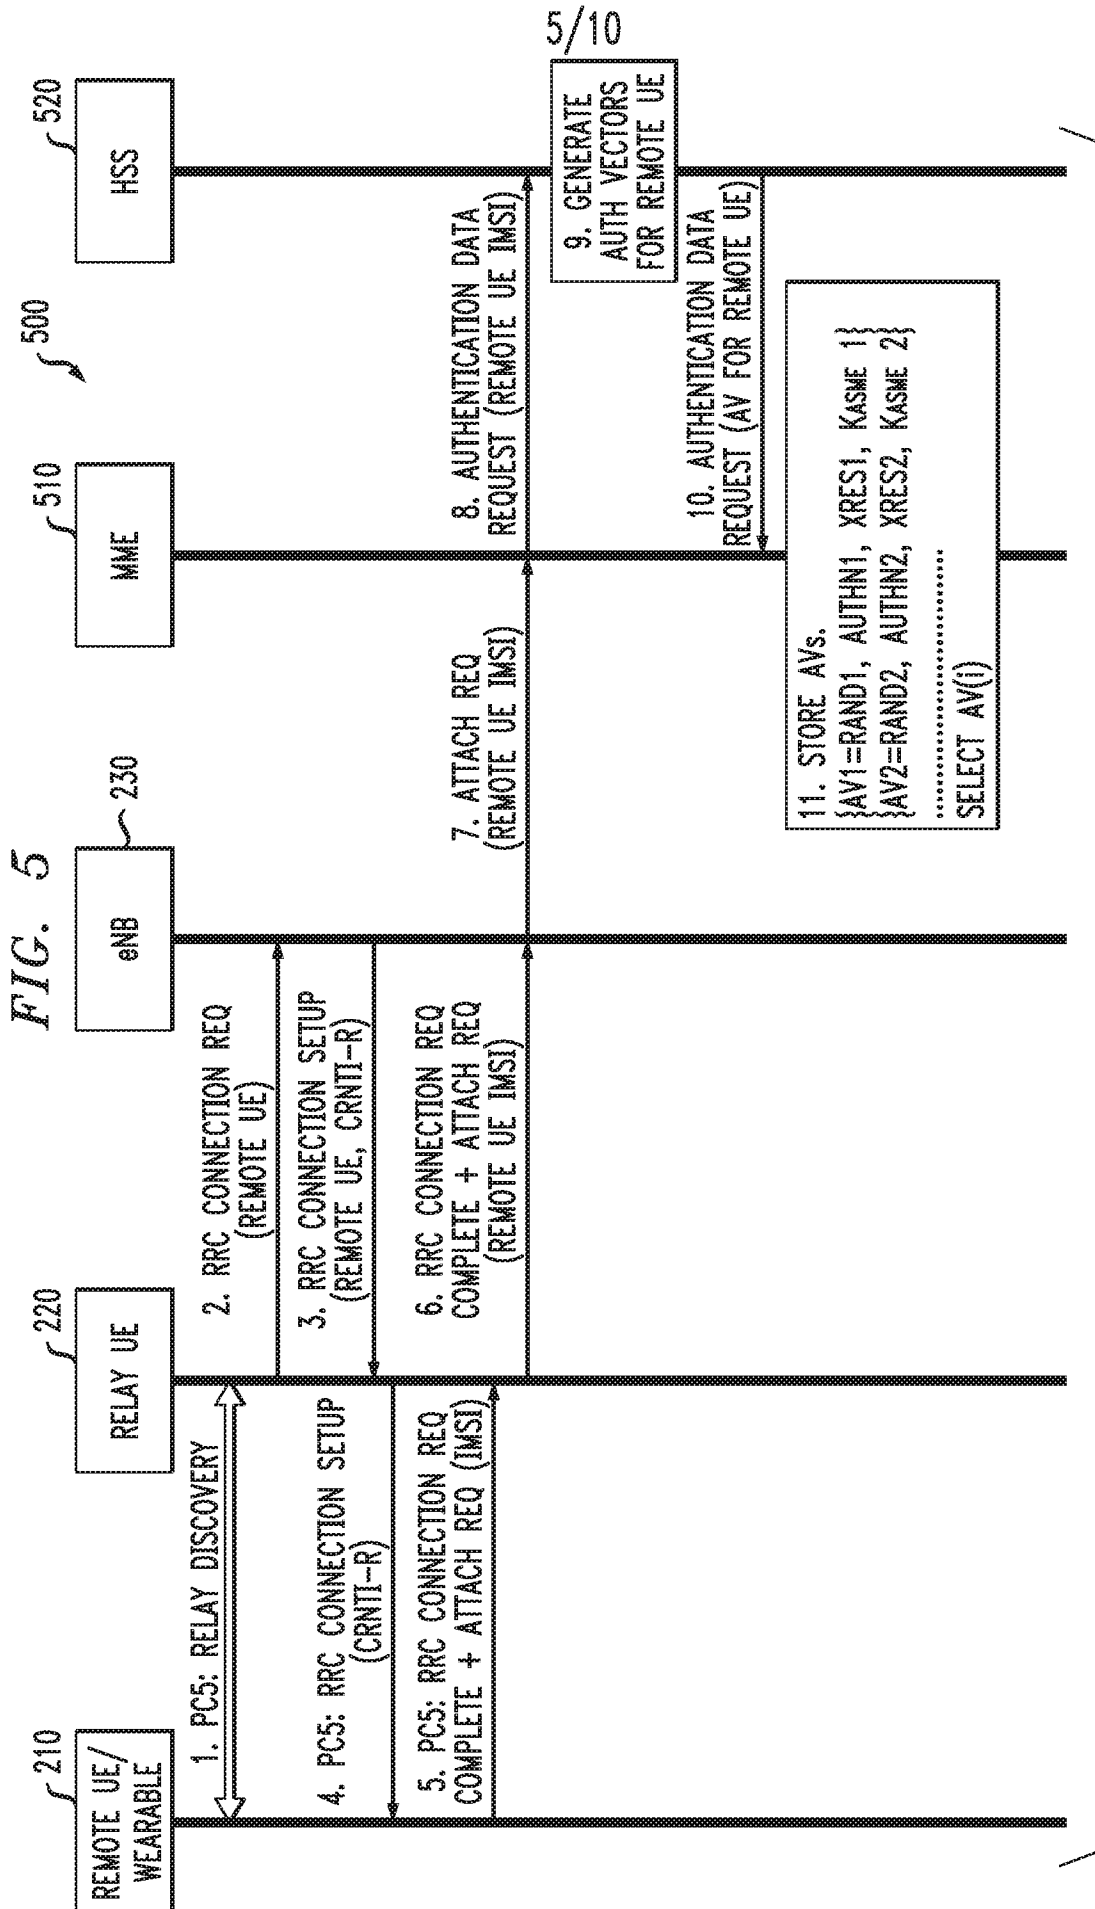 5/10
FIG. 5
500
210
REMOTE UE/
WEARABLE
220
RELAY UE
230
eNB
510
MME
520
HSS
1. PC5: RELAY DISCOVERY
2. RRC CONNECTION REQ
(REMOTE UE)
3. RRC CONNECTION SETUP
(REMOTE UE, CRNTI-R)
4. PC5: RRC CONNECTION SETUP
(CRNTI-R)
5. PC5: RRC CONNECTION REQ
COMPLETE + ATTACH REQ (IMSI)
6. RRC CONNECTION REQ
COMPLETE + ATTACH REQ
(REMOTE UE IMSI)
7. ATTACH REQ
(REMOTE UE IMSI)
8. AUTHENTICATION DATA
REQUEST (REMOTE UE IMSI)
9. GENERATE
AUTH VECTORS
FOR REMOTE UE
10. AUTHENTICATION DATA
REQUEST (AV FOR REMOTE UE)
11. STORE AVs.
{AV1=RAND1, AUTHN1, XRES1, KASME 1}
{AV2=RAND2, AUTHN2, XRES2, KASME 2}
........................
SELECT AV(i)